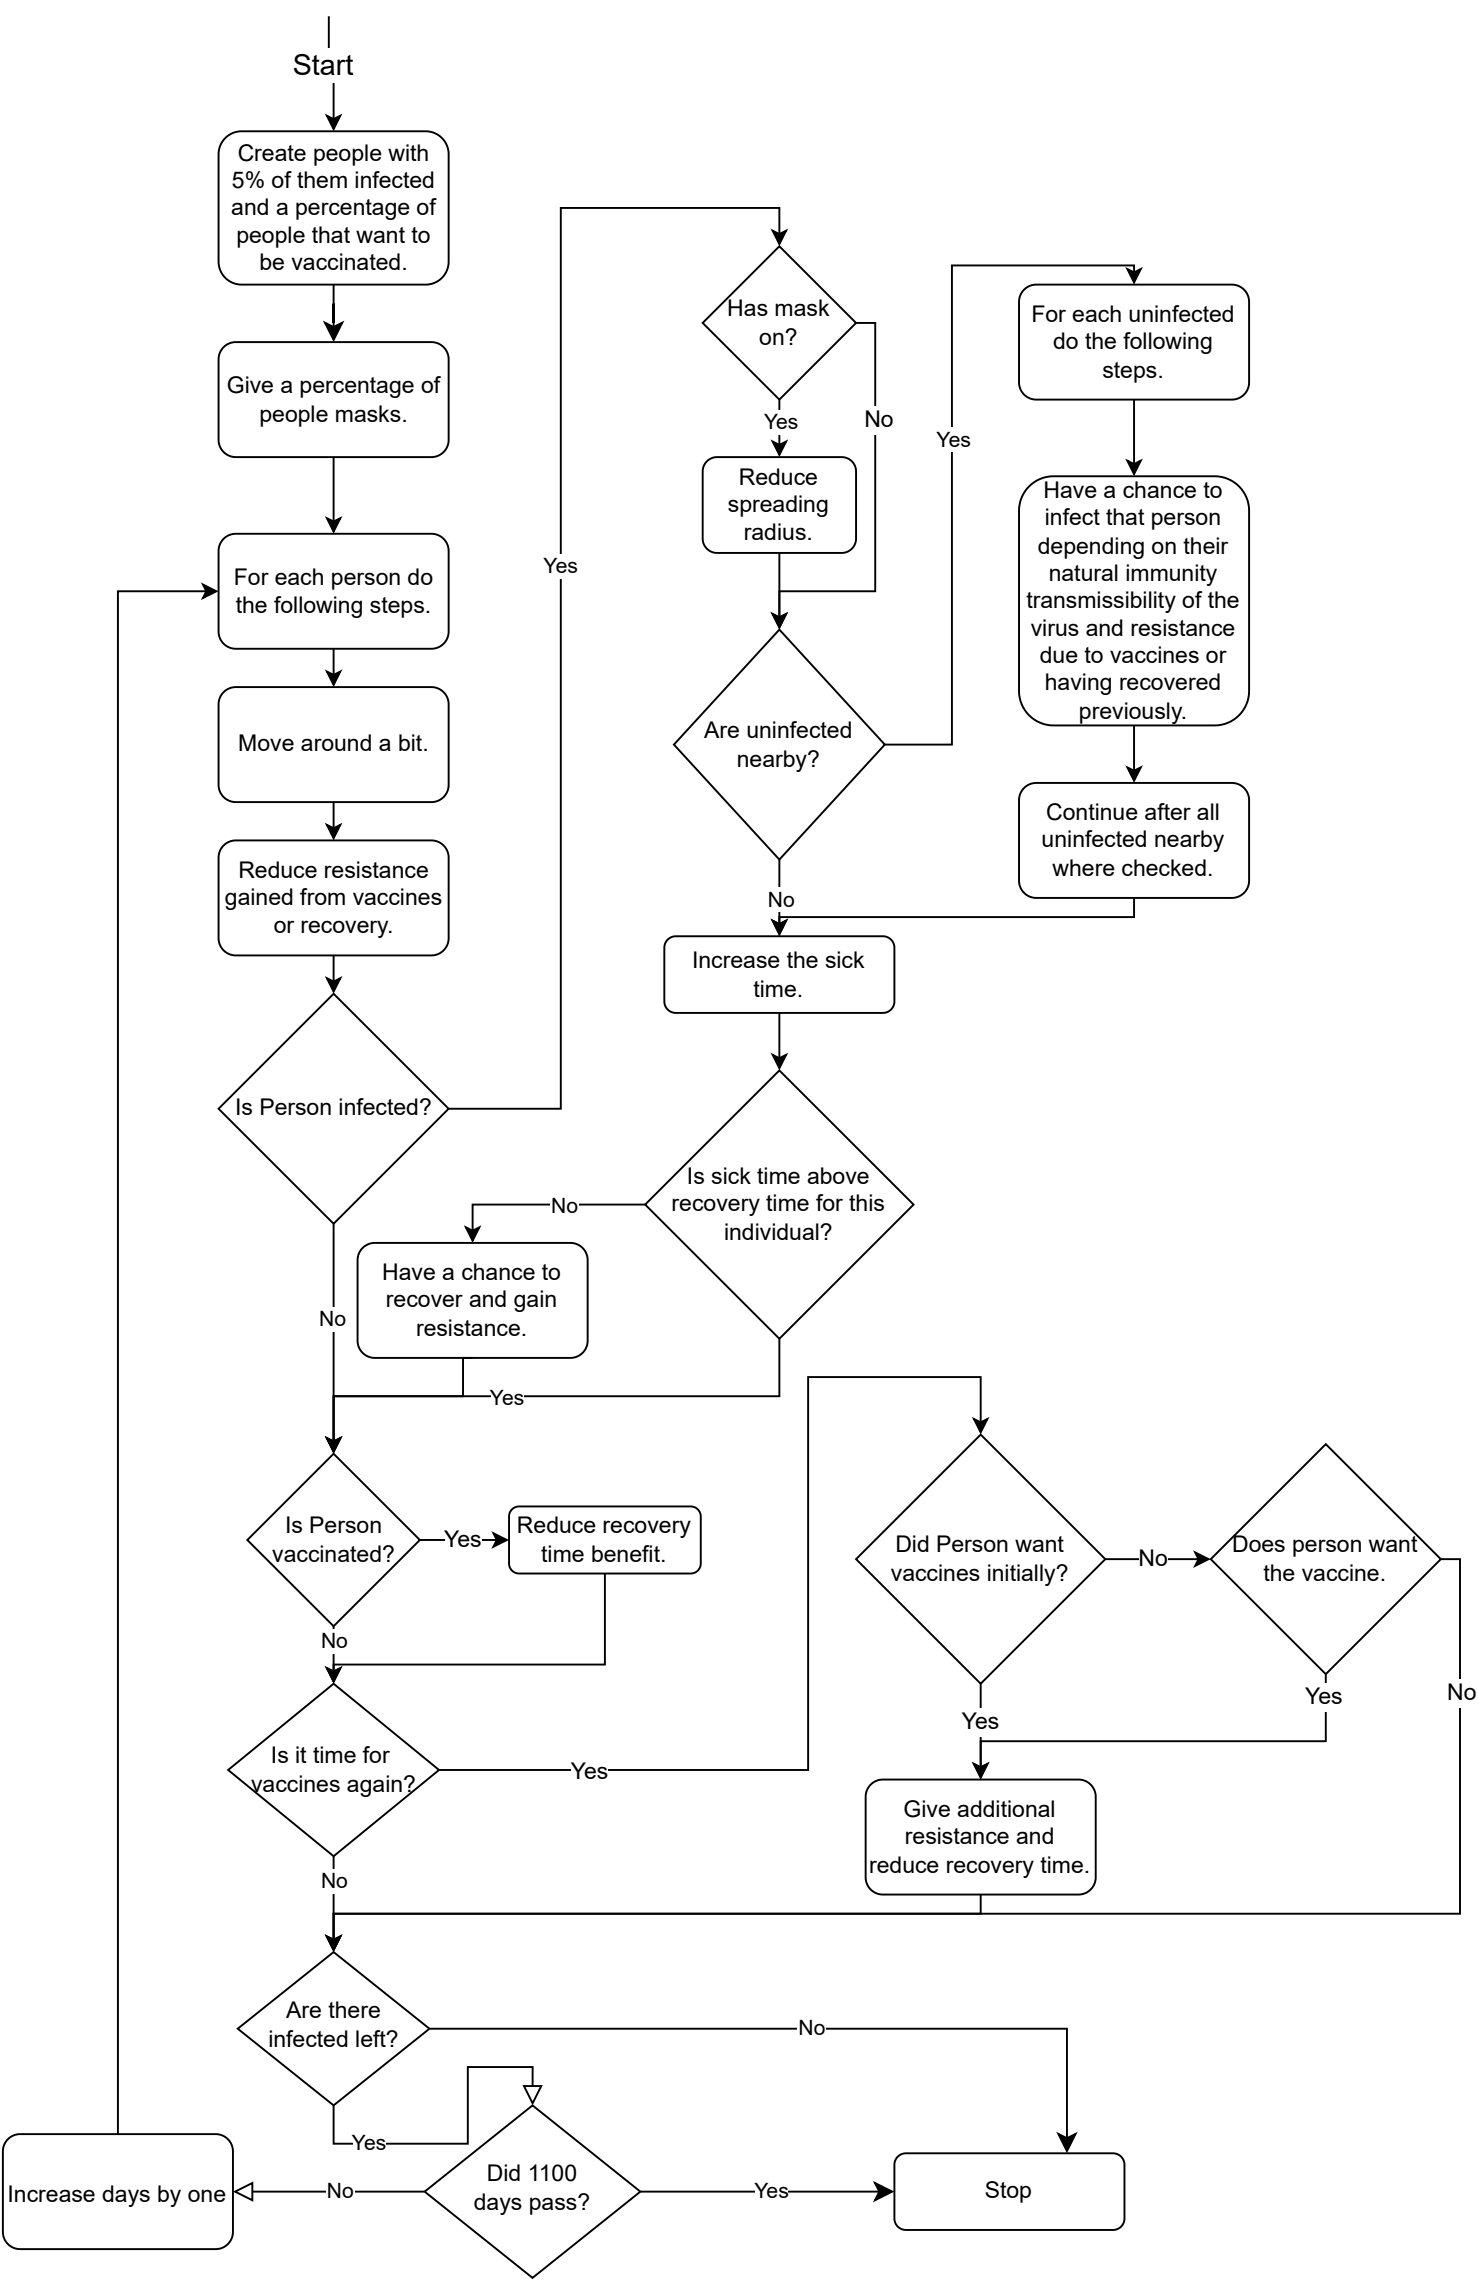 Start
Create people with
5% of them infected
and a percentage of
people that want to
be vaccinated.
Give a percentage of
people masks.
For each person do
the following steps.
Move around a bit.
Reduce resistance
gained from vaccines
or recovery.
Is Person infected?
Yes
No
Has mask
on?
Yes
No
Reduce
spreading
radius.
Are uninfected
nearby?
Yes
No
For each uninfected
do the following
steps.
Have a chance to
infect that person
depending on their
natural immunity
transmissibility of the
virus and resistance
due to vaccines or
having recovered
previously.
Continue after all
uninfected nearby
where checked.
Increase the sick
time.
Is sick time above
recovery time for this
individual?
No
Have a chance to
recover and gain
resistance.
Yes
Is Person
vaccinated?
Yes
Reduce recovery
time benefit.
No
Is it time for
vaccines again?
Yes
No
Did Person want
vaccines initially?
No
Does person want
the vaccine.
Yes
Yes
No
Give additional
resistance and
reduce recovery time.
Are there
infected left?
No
Yes
Did 1100
days pass?
No
Yes
Increase days by one
Stop